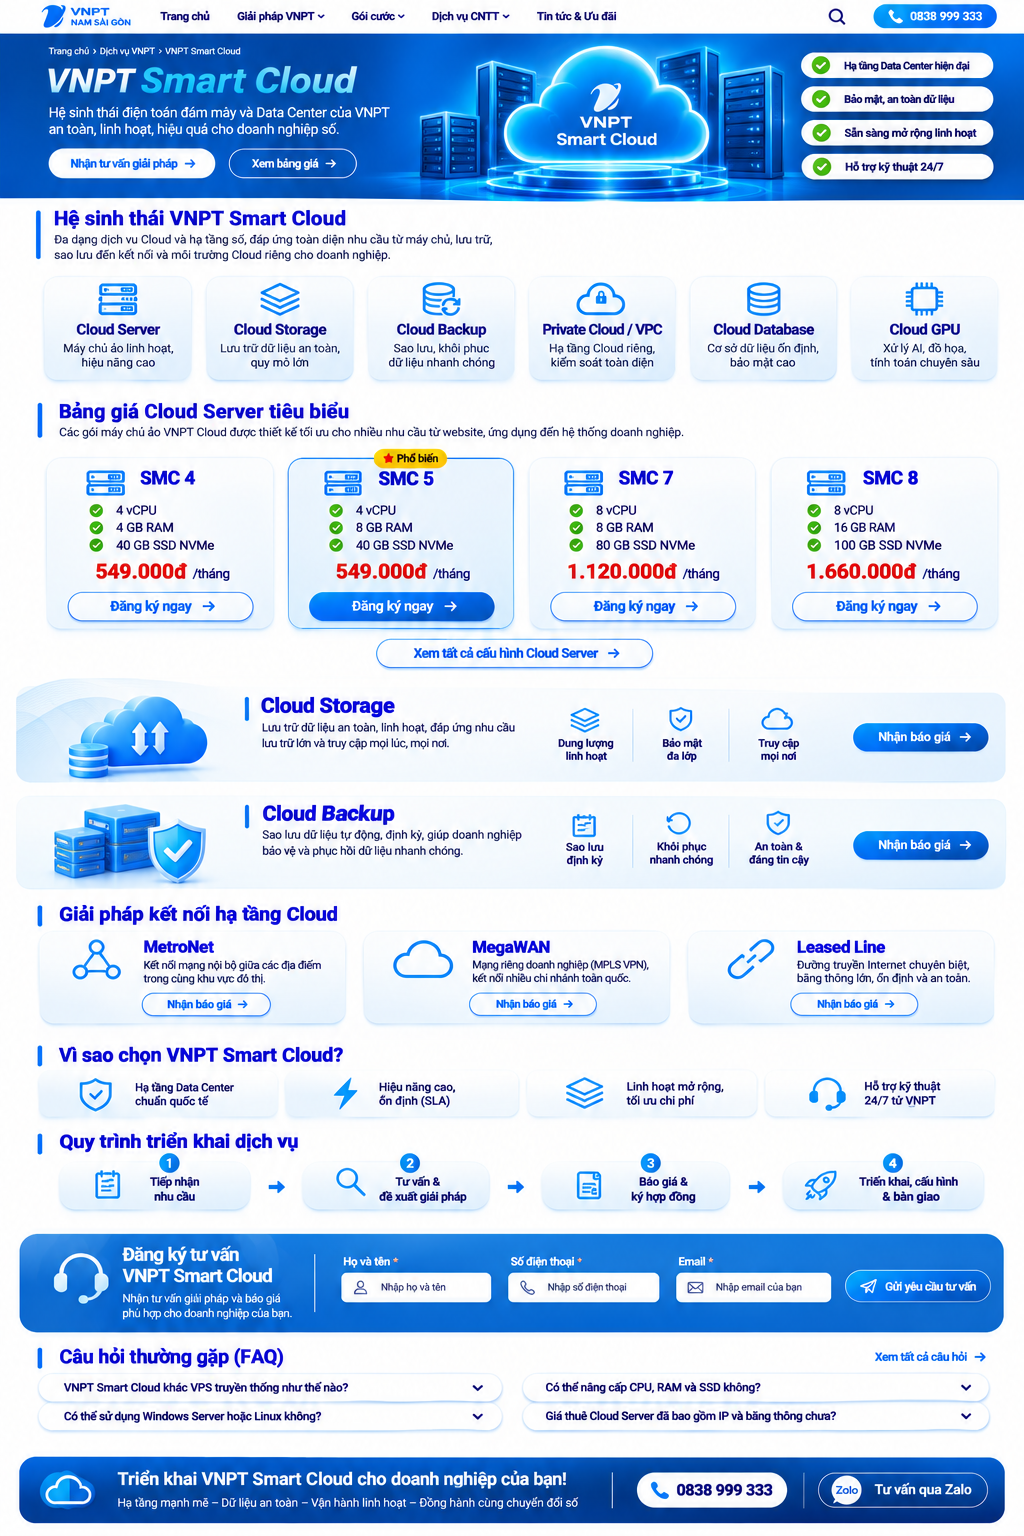 VNPT
NAM SÀI GÒN
Trang chủ
Giải pháp VNPT
Gói cước
Dịch vụ CNTT
Tin tức & Ưu đãi
0838 999 333
Trang chủ › Dịch vụ VNPT › VNPT Smart Cloud
VNPT Smart Cloud
Hệ sinh thái điện toán đám mây và Data Center của VNPT
an toàn, linh hoạt, hiệu quả cho doanh nghiệp số.
Nhận tư vấn giải pháp →
Xem bảng giá →
VNPT
Smart Cloud
Hạ tầng Data Center hiện đại
Bảo mật, an toàn dữ liệu
Sẵn sàng mở rộng linh hoạt
Hỗ trợ kỹ thuật 24/7
Hệ sinh thái VNPT Smart Cloud
Đa dạng dịch vu Cloud và hạ tầng số, đáp ứng toàn diện nhu cầu từ máy chủ, lưu trữ,
sao lưu đến kết nối và môi trường Cloud riêng cho doanh nghiệp.
Cloud Server
Máy chủ ảo linh hoạt,
hiệu năng cao
Cloud Storage
Lưu trữ dữ liệu an toàn,
quy mô lớn
Cloud Backup
Sao lưu, khôi phục
dữ liệu nhanh chóng
Private Cloud / VPC
Hạ tầng Cloud riêng,
kiểm soát toàn diện
Cloud Database
Cơ sở dữ liệu ổn định,
bảo mật cao
Cloud GPU
Xử lý AI, đồ họa,
tính toán chuyên sâu
Bảng giá Cloud Server tiêu biểu
Các gói máy chủ ảo VNPT Cloud được thiết kế tối ưu cho nhiều nhu cầu từ website, ứng dụng đến hệ thống doanh nghiệp.
SMC 4
4 vCPU
4 GB RAM
40 GB SSD NVMe
549.000đ /tháng
Đăng ký ngay →
Phổ biến
SMC 5
4 vCPU
8 GB RAM
40 GB SSD NVMe
549.000đ /tháng
Đăng ký ngay →
SMC 7
8 vCPU
8 GB RAM
80 GB SSD NVMe
1.120.000đ /tháng
Đăng ký ngay →
SMC 8
8 vCPU
16 GB RAM
100 GB SSD NVMe
1.660.000đ /tháng
Đăng ký ngay →
Xem tất cả cấu hình Cloud Server →
Cloud Storage
Lưu trữ dữ liệu an toàn, linh hoạt, đáp ứng nhu cầu
lưu trữ lớn và truy cập mọi lúc, mọi nơi.
Dung lượng
linh hoạt
Bảo mật
đa lớp
Truy cập
mọi nơi
Nhận báo giá →
Cloud Backup
Sao lưu dữ liệu tự động, định kỳ, giúp doanh nghiệp
bảo vệ và phục hồi dữ liệu nhanh chóng.
Sao lưu
định kỳ
Khôi phục
nhanh chóng
An toàn &
đáng tin cậy
Nhận báo giá →
Giải pháp kết nối hạ tầng Cloud
MetroNet
Kết nối mạng nội bộ giữa các địa điểm
trong cùng khu vực đô thị.
Nhận báo giá →
MegaWAN
Mạng riêng doanh nghiệp (MPLS VPN),
kết nối nhiều chi nhánh toàn quốc.
Nhận báo giá →
Leased Line
Đường truyền Internet chuyên biệt,
băng thông lớn, ổn định và an toàn.
Nhận báo giá →
Vì sao chọn VNPT Smart Cloud?
Hạ tầng Data Center
chuẩn quốc tế
Hiệu năng cao,
ổn định (SLA)
Linh hoạt mở rộng,
tối ưu chi phí
Hỗ trợ kỹ thuật
24/7 từ VNPT
Quy trình triển khai dịch vụ
1
Tiếp nhận
nhu cầu
2
Tư vấn &
đề xuất giải pháp
3
Báo giá &
ký hợp đồng
4
Triển khai, cấu hình
& bàn giao
Đăng ký tư vấn
VNPT Smart Cloud
Nhận tư vấn giải pháp và báo giá
phù hợp cho doanh nghiệp của bạn.
Họ và tên *
Nhập họ và tên
Số điện thoại *
Nhập số điện thoại
Email *
Nhập email của bạn
Gửi yêu cầu tư vấn
Câu hỏi thường gặp (FAQ)
Xem tất cả câu hỏi →
VNPT Smart Cloud khác VPS truyền thống như thế nào?
Có thể nâng cấp CPU, RAM và SSD không?
Có thể sử dụng Windows Server hoặc Linux không?
Giá thuê Cloud Server đã bao gồm IP và băng thông chưa?
Triển khai VNPT Smart Cloud cho doanh nghiệp của bạn!
Hạ tầng mạnh mẽ – Dữ liệu an toàn – Vận hành linh hoạt – Đồng hành cùng chuyển đổi số
0838 999 333
Zalo
Tư vấn qua Zalo